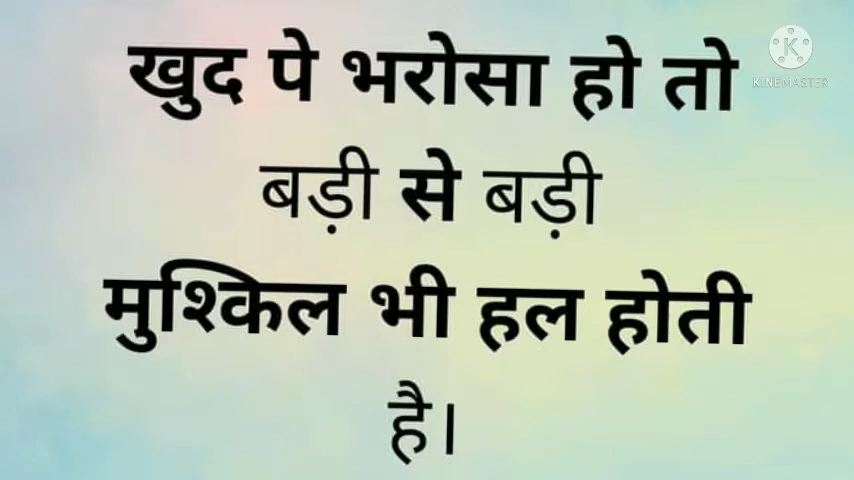 खुद पे भरोसा हो तो
बड़ी से बड़ी
मुश्किल भी हल होती
है।
K
KINEMASTER